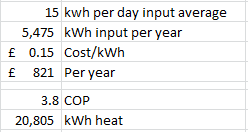 15 kwh per day input average
5,475 kWh input per year
£ 0.15 Cost/kWh
£ 821 Per year
3.8 COP
20,805 kWh heat